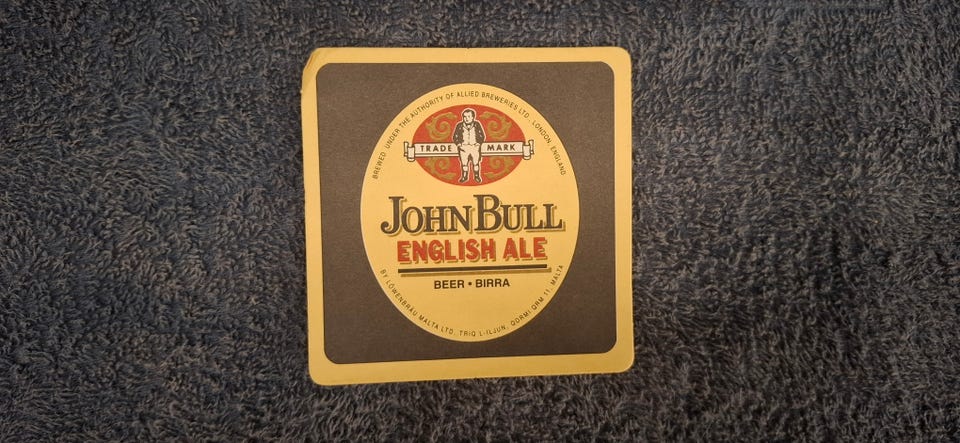 BREWED UNDER THE AUTHORITY OF ALLIED BREWERIES LTD., LONDON, ENGLAND
TRADE MARK
JOHN BULL
ENGLISH ALE
BEER • BIRRA
BY LÖWENBRÄU MALTA LTD., TRIQ L-ILJUN, QORMI QRM 11, MALTA